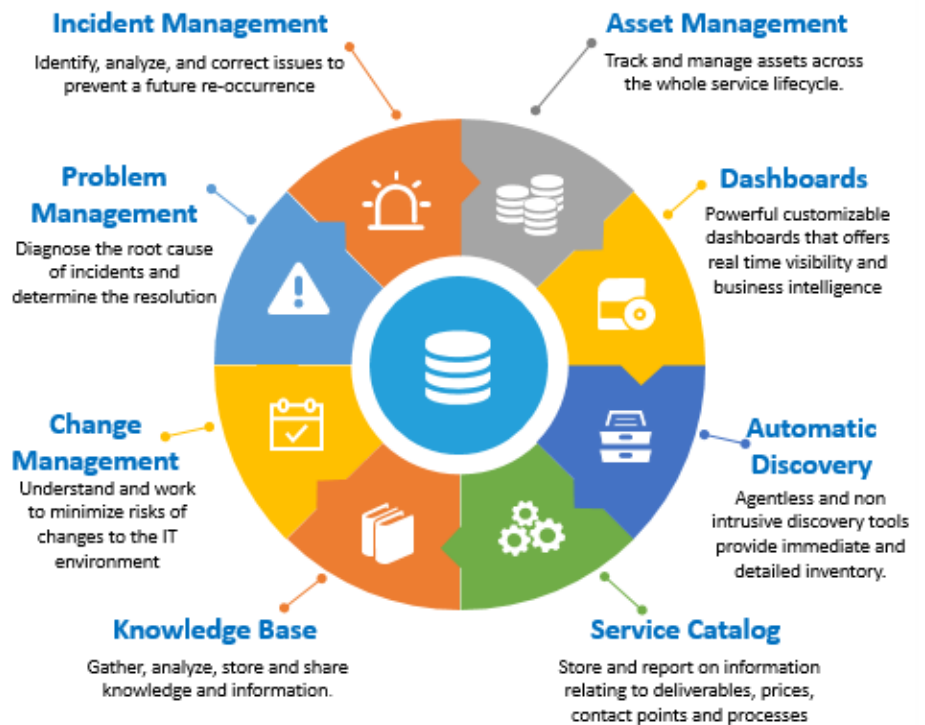 Incident Management
Identify, analyze, and correct issues to
prevent a future re-occurrence
Asset Management
Track and manage assets across
the whole service lifecycle.
Problem
Management
Diagnose the root cause
of incidents and
determine the resolution
Dashboards
Powerful customizable
dashboards that offers
real time visibility and
business intelligence
Change
Management
Understand and work
to minimize risks of
changes to the IT
environment
Automatic
Discovery
Agentless and non
intrusive discovery tools
provide immediate and
detailed inventory.
Knowledge Base
Gather, analyze, store and share
knowledge and information.
Service Catalog
Store and report on information
relating to deliverables, prices,
contact points and processes